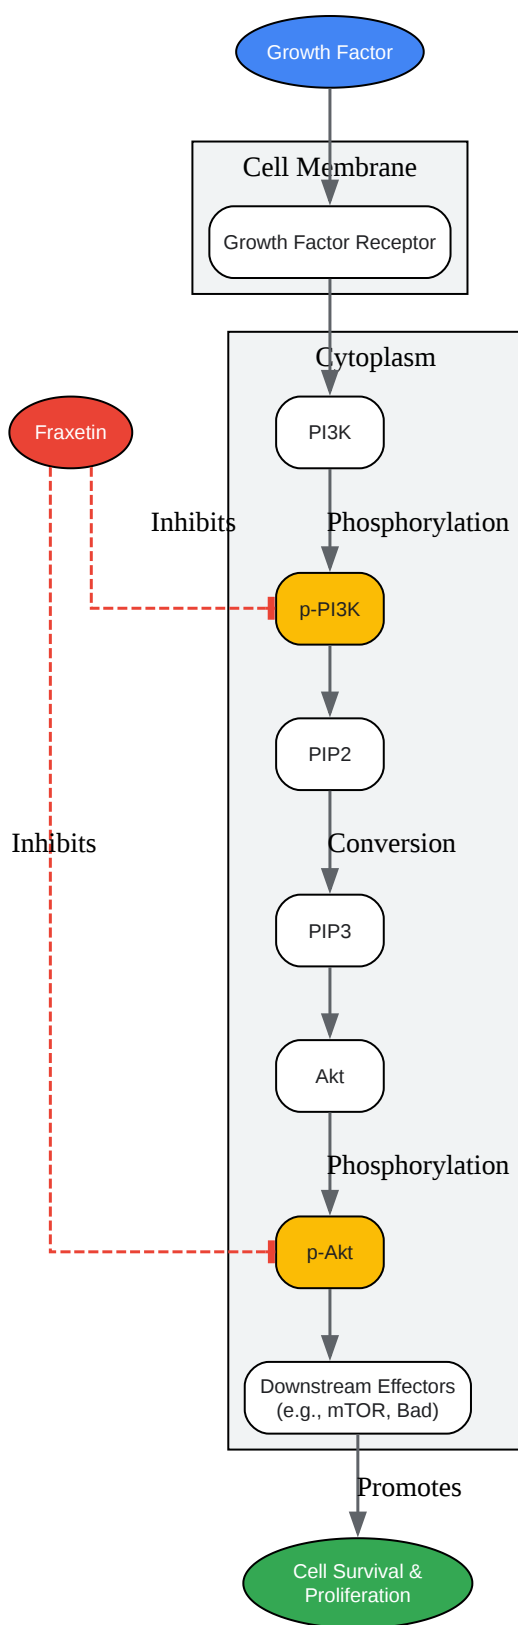 Growth Factor
Cell Membrane
Growth Factor Receptor
Cytoplasm
Fraxetin
PI3K
Inhibits
Phosphorylation
p-PI3K
PIP2
Inhibits
Conversion
PIP3
Akt
Phosphorylation
p-Akt
Downstream Effectors
(e.g., mTOR, Bad)
Promotes
Cell Survival &
Proliferation